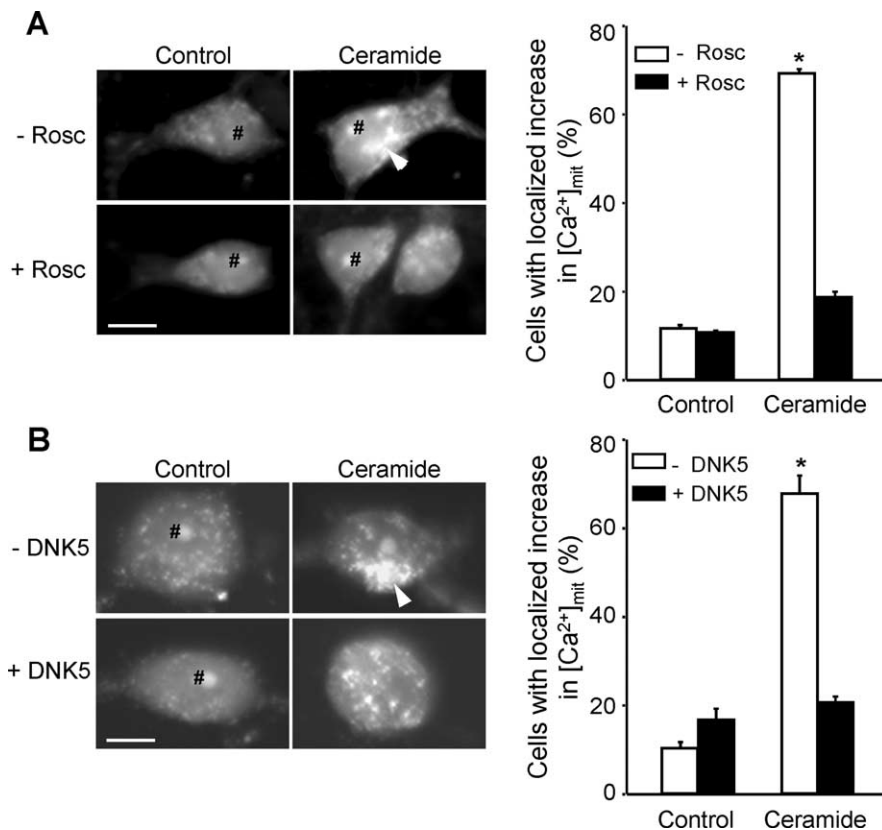 A
Control Ceramide
- Rosc
# #
+ Rosc
# #
Cells with localized increase
in [Ca²⁺]mit (%)
80
60
40
20
0
- Rosc
+ Rosc
*
Control Ceramide
B
Control Ceramide
- DNK5
#
+ DNK5
#
Cells with localized increase
in [Ca²⁺]mit (%)
80
60
40
20
0
- DNK5
+ DNK5
*
Control Ceramide